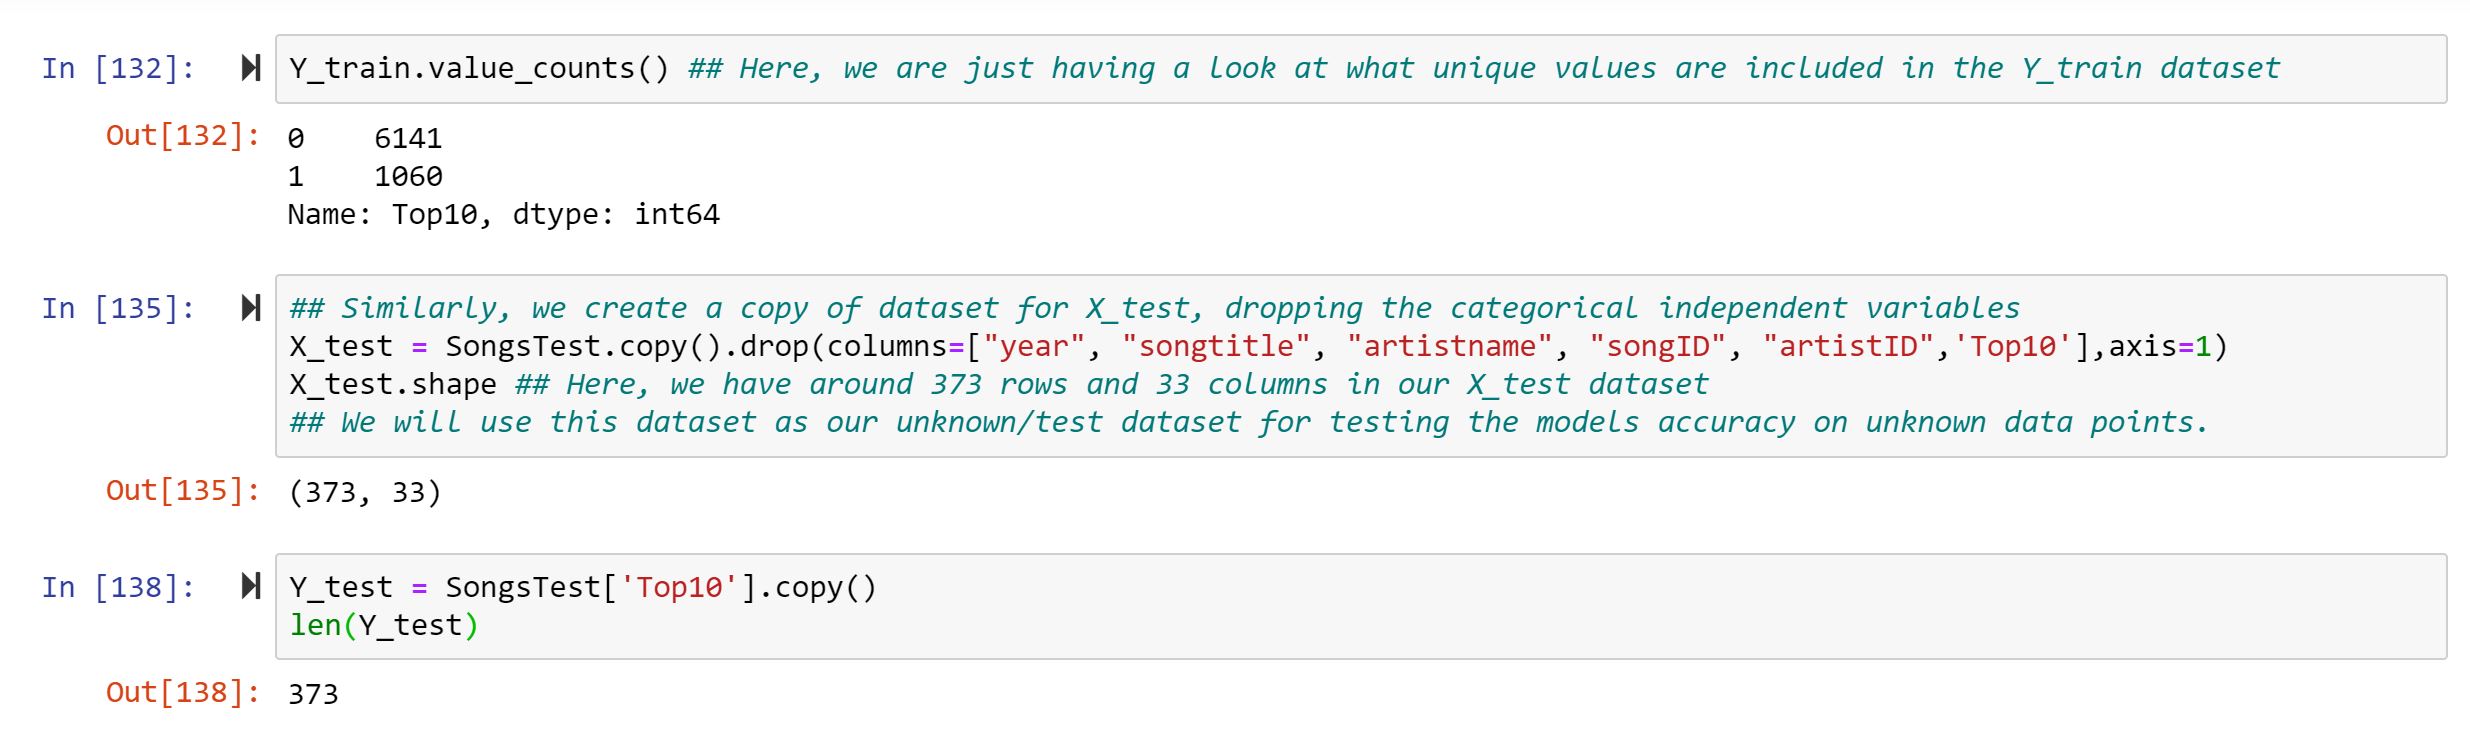 In [132]: Y_train.value_counts() ## Here, we are just having a look at what unique values are included in the Y_train dataset
Out[132]: 0    6141
1    1060
Name: Top10, dtype: int64
In [135]: ## Similarly, we create a copy of dataset for X_test, dropping the categorical independent variables
X_test = SongsTest.copy().drop(columns=["year", "songtitle", "artistname", "songID", "artistID",'Top10'],axis=1)
X_test.shape ## Here, we have around 373 rows and 33 columns in our X_test dataset
## We will use this dataset as our unknown/test dataset for testing the models accuracy on unknown data points.
Out[135]: (373, 33)
In [138]: Y_test = SongsTest['Top10'].copy()
len(Y_test)
Out[138]: 373